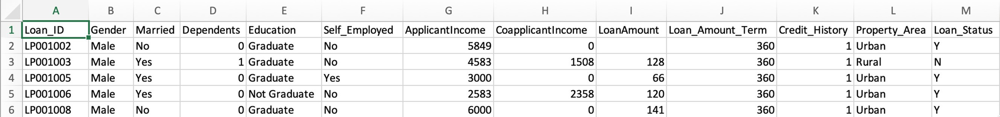 A B C D E F G H I J K L M
1 Loan_ID Gender Married Dependents Education Self_Employed ApplicantIncome CoapplicantIncome LoanAmount Loan_Amount_Term Credit_History Property_Area Loan_Status
2 LP001002 Male No 0 Graduate No 5849 0 360 1 Urban Y
3 LP001003 Male Yes 1 Graduate No 4583 1508 128 360 1 Rural N
4 LP001005 Male Yes 0 Graduate Yes 3000 0 66 360 1 Urban Y
5 LP001006 Male Yes 0 Not Graduate No 2583 2358 120 360 1 Urban Y
6 LP001008 Male No 0 Graduate No 6000 0 141 360 1 Urban Y